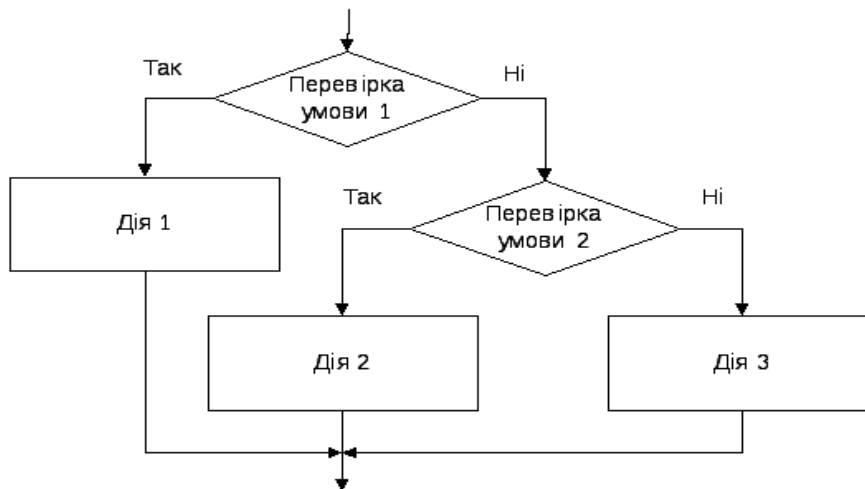 Так
Ні
Перевірка
умови 1
Так
Ні
Дія 1
Перевірка
умови 2
Дія 2
Дія 3